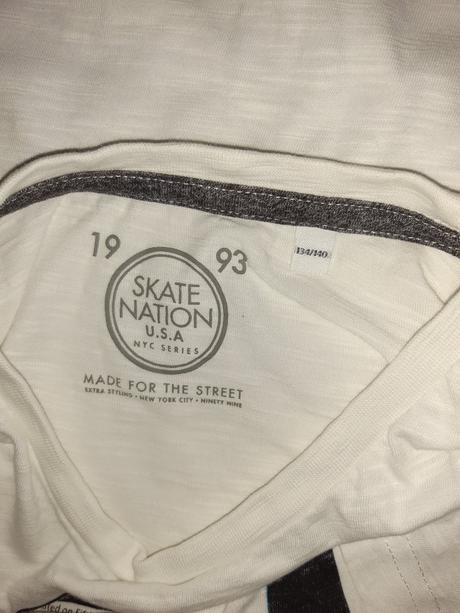 19 93
134/140
SKATE
NATION
U.S.A
NYC SERIES
MADE FOR THE STREET
EXTRA STYLING • NEW YORK CITY • NINETY NINE